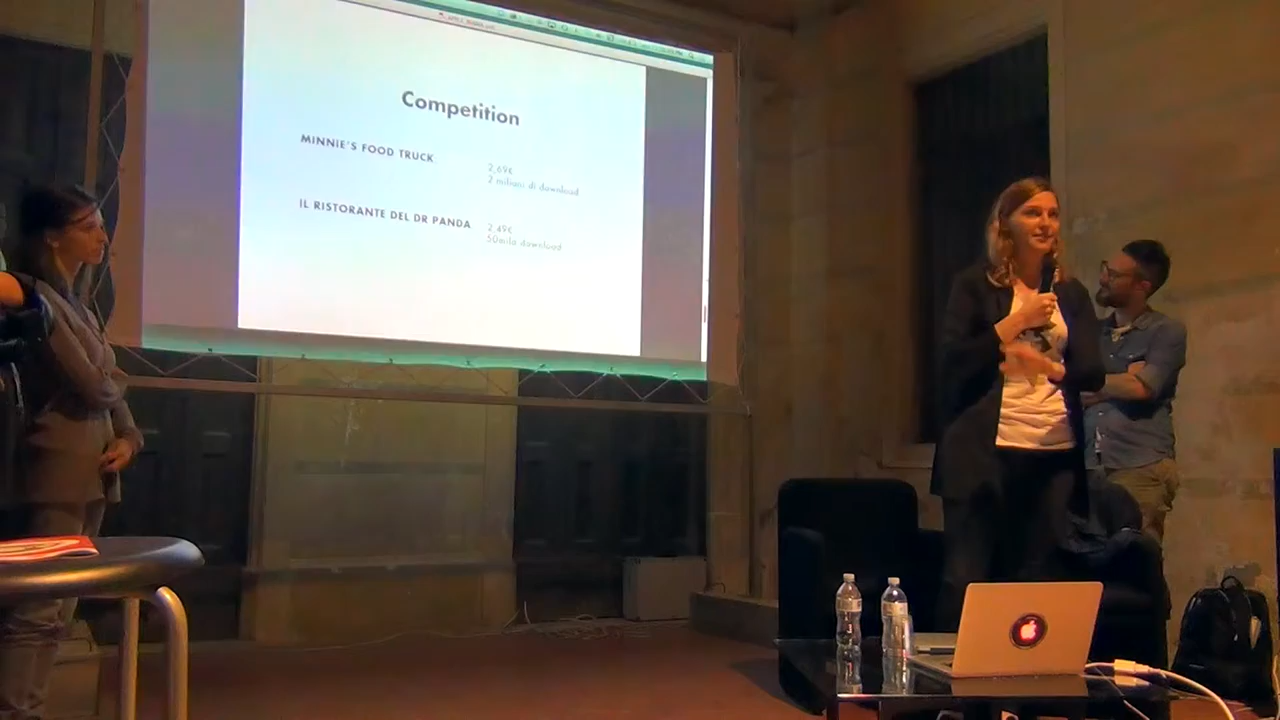 Competition
MINNIE'S FOOD TRUCK
2,69€
2 milioni di download
IL RISTORANTE DEL DR PANDA
2,49€
50mila download